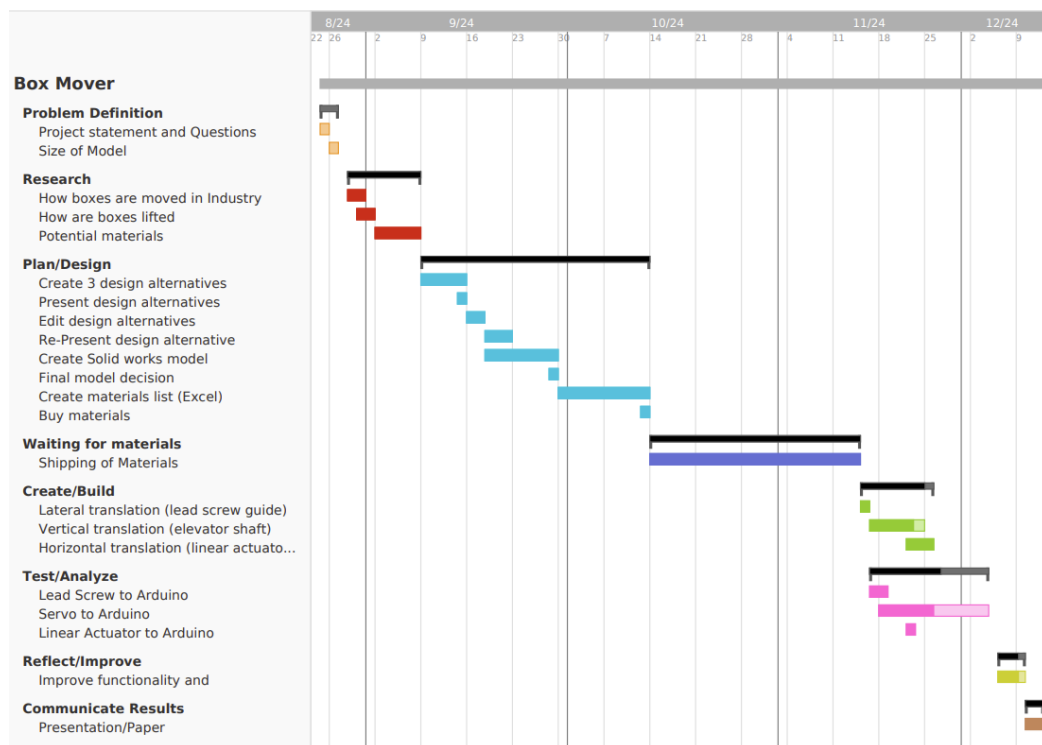 8/24 9/24 10/24 11/24 12/24
22 26 2 9 16 23 30 7 14 21 28 4 11 18 25 2 9
Box Mover
Problem Definition
Project statement and Questions
Size of Model
Research
How boxes are moved in Industry
How are boxes lifted
Potential materials
Plan/Design
Create 3 design alternatives
Present design alternatives
Edit design alternatives
Re-Present design alternative
Create Solid works model
Final model decision
Create materials list (Excel)
Buy materials
Waiting for materials
Shipping of Materials
Create/Build
Lateral translation (lead screw guide)
Vertical translation (elevator shaft)
Horizontal translation (linear actuato...
Test/Analyze
Lead Screw to Arduino
Servo to Arduino
Linear Actuator to Arduino
Reflect/Improve
Improve functionality and
Communicate Results
Presentation/Paper